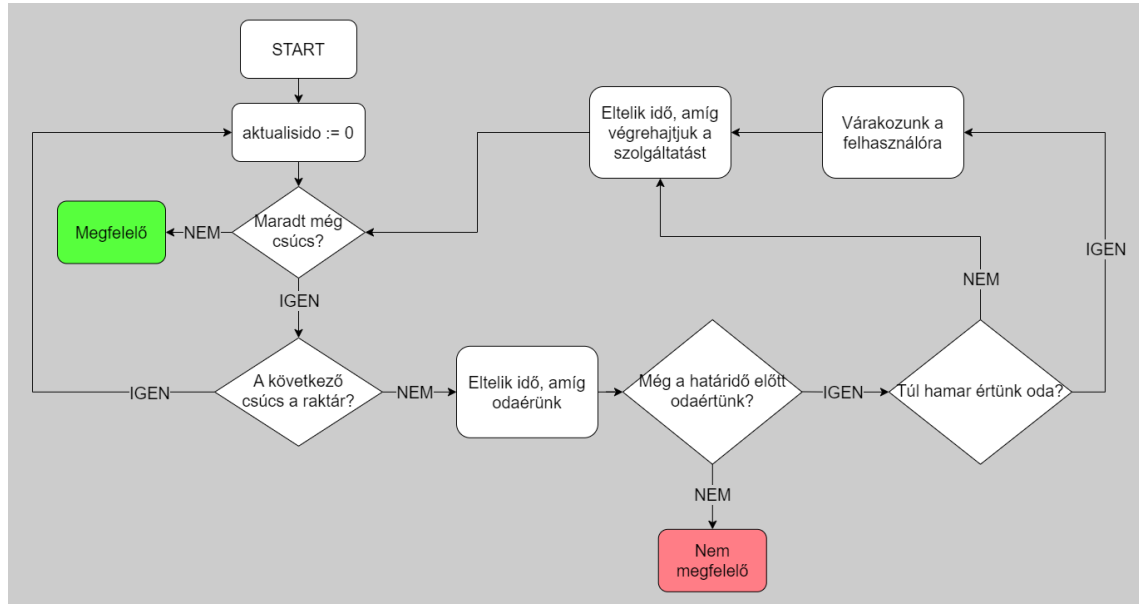 START
aktualisido := 0
Maradt még
csúcs?
NEM
Megfelelő
IGEN
A következő
csúcs a raktár?
IGEN
NEM
Eltelik idő, amíg
odaérünk
Még a határidő előtt
odaértünk?
NEM
Nem
megfelelő
IGEN
Túl hamar értünk oda?
NEM
IGEN
Várakozunk a
felhasználóra
Eltelik idő, amíg
végrehajtjuk a
szolgáltatást